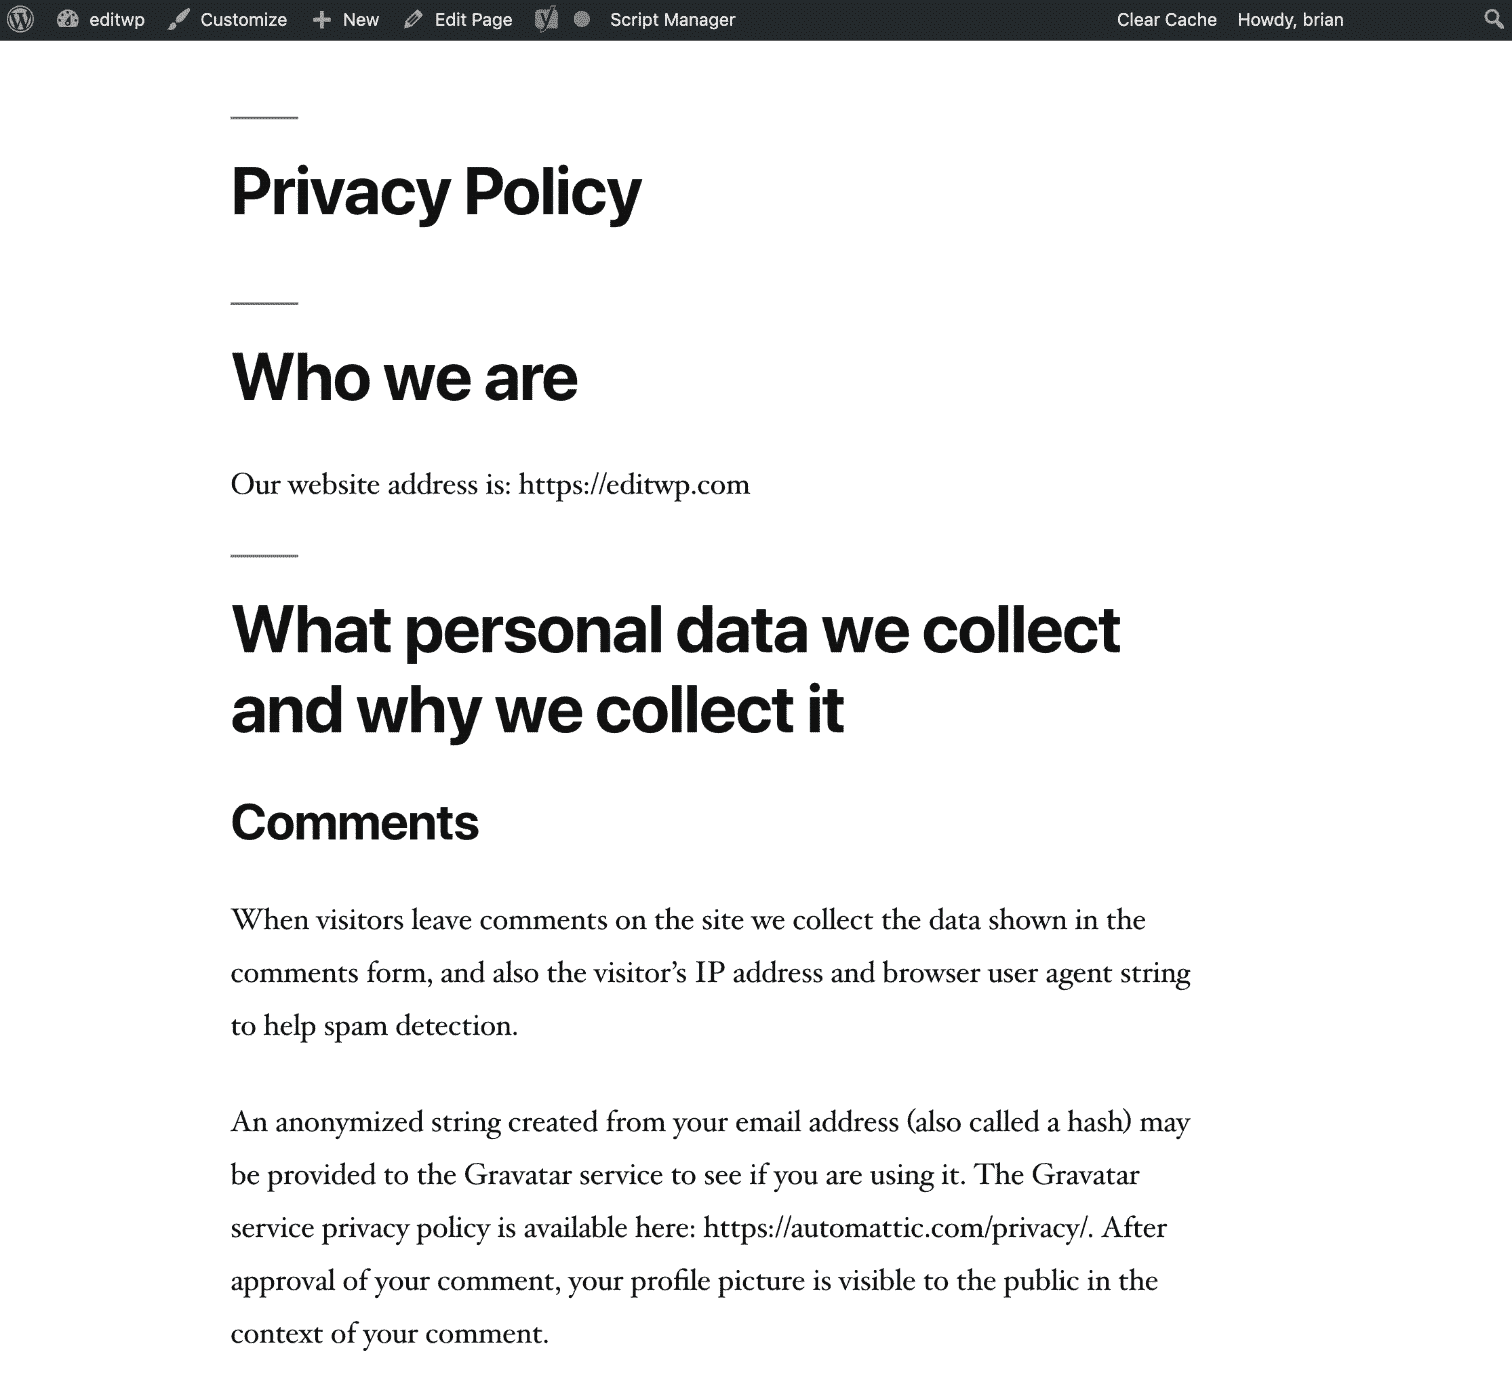 editwp Customize New Edit Page Script Manager Clear Cache Howdy, brian
Privacy Policy
Who we are
Our website address is: https://editwp.com
What personal data we collect
and why we collect it
Comments
When visitors leave comments on the site we collect the data shown in the
comments form, and also the visitor’s IP address and browser user agent string
to help spam detection.
An anonymized string created from your email address (also called a hash) may
be provided to the Gravatar service to see if you are using it. The Gravatar
service privacy policy is available here: https://automattic.com/privacy/. After
approval of your comment, your profile picture is visible to the public in the
context of your comment.